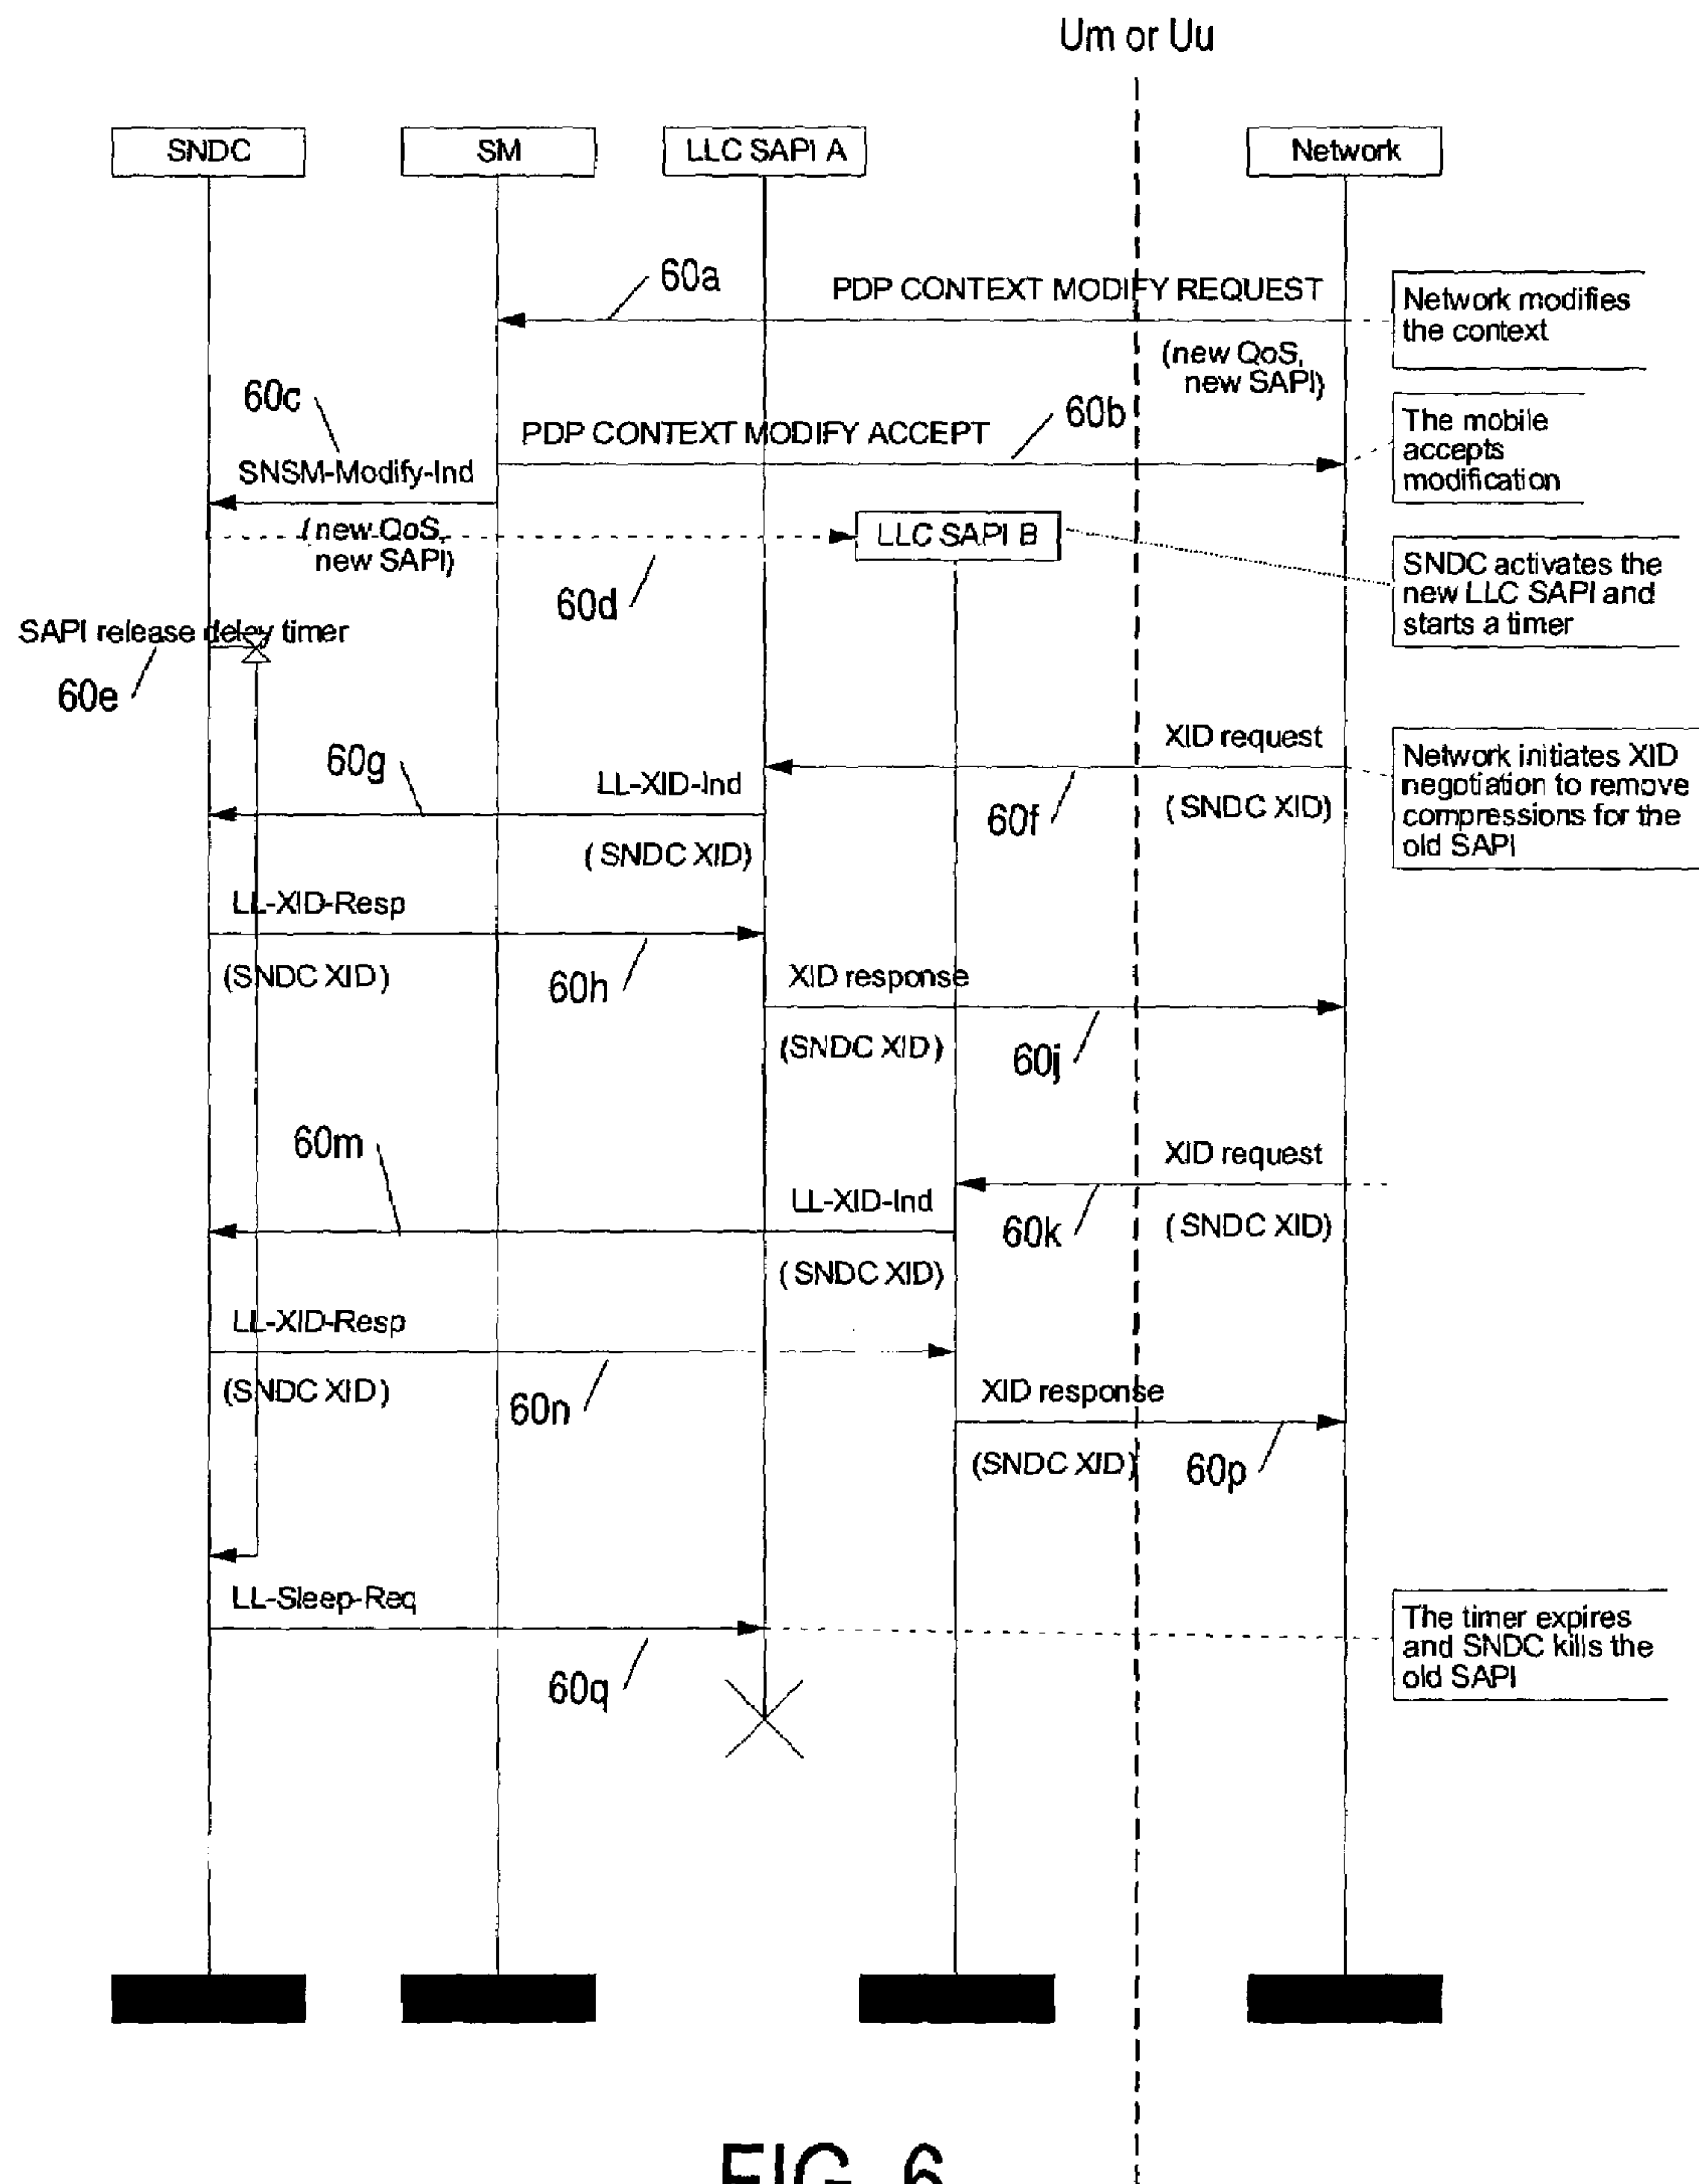 Um or Uu
SNDC
SM
LLC SAPI A
Network
60a
PDP CONTEXT MODIFY REQUEST
(new QoS,
new SAPI)
Network modifies
the context
60c
60b
PDP CONTEXT MODIFY ACCEPT
The mobile
accepts
modification
SNSM-Modify-Ind
(new QoS,
new SAPI)
LLC SAPI B
60d
SNDC activates the
new LLC SAPI and
starts a timer
SAPI release delay timer
60e
XID request
60g
LL-XID-Ind
60f
(SNDC XID)
Network initiates XID
negotiation to remove
compressions for the
old SAPI
(SNDC XID)
LL-XID-Resp
(SNDC XID)
60h
XID response
(SNDC XID)
60j
60m
XID request
LL-XID-Ind
60k
(SNDC XID)
(SNDC XID)
LL-XID-Resp
(SNDC XID)
60n
XID response
(SNDC XID)
60p
LL-Sleep-Req
60q
The timer expires
and SNDC kills the
old SAPI
FIG. 6